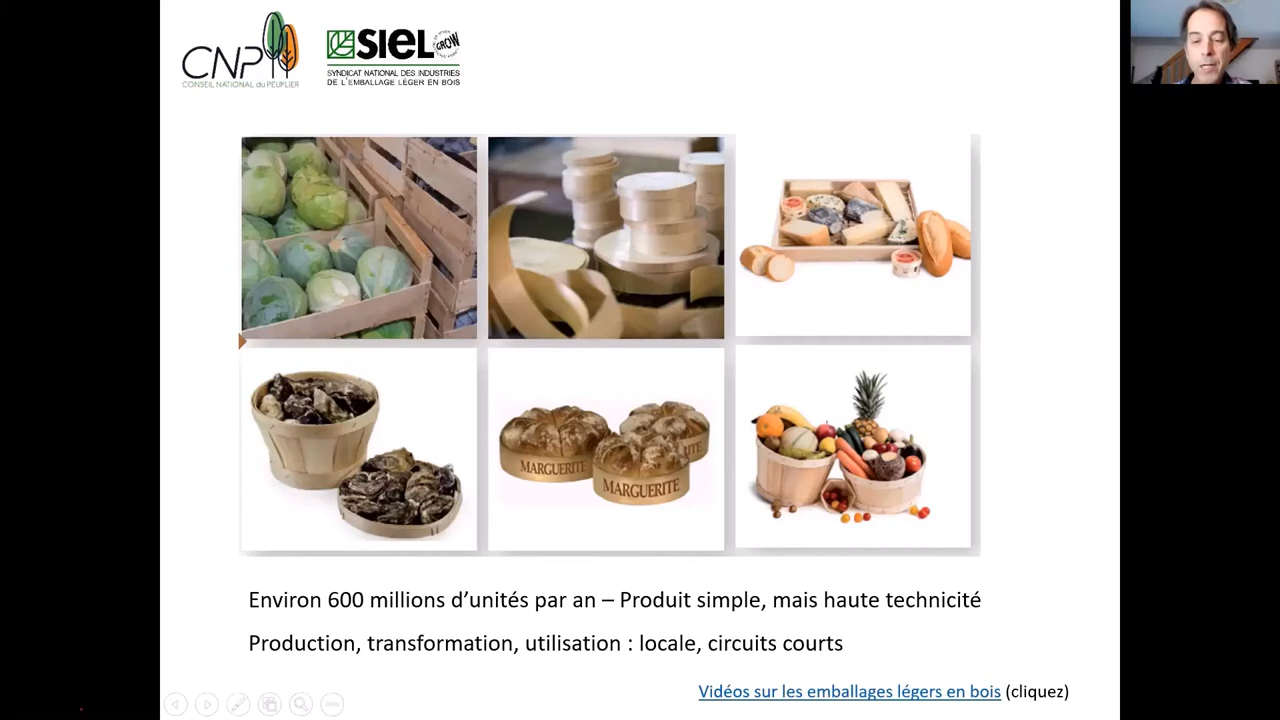 CNP
CONSEIL NATIONAL du PEUPLIER
SIEL
GROW
SYNDICAT NATIONAL DES INDUSTRIES
DE L'EMBALLAGE LÉGER EN BOIS
MARGUERITE
MARGUERITE
RITE
Environ 600 millions d'unités par an – Produit simple, mais haute technicité
Production, transformation, utilisation : locale, circuits courts
Vidéos sur les emballages légers en bois (cliquez)